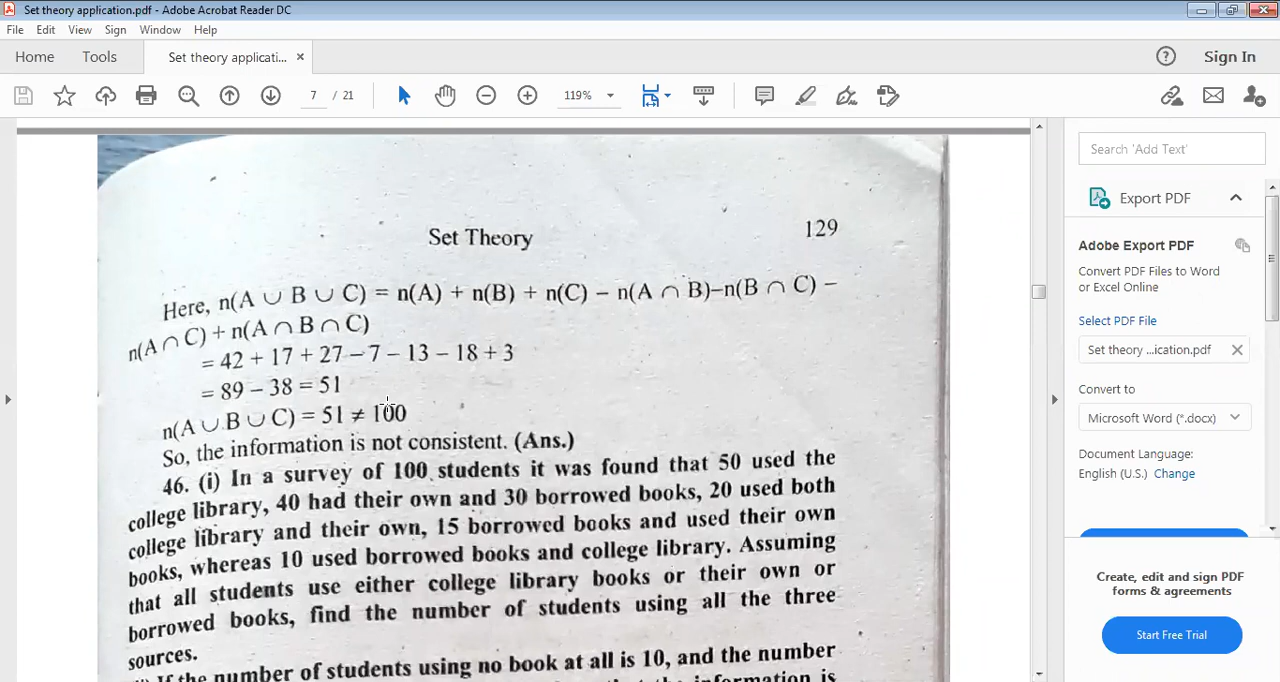 Set theory application.pdf - Adobe Acrobat Reader DC
File Edit View Sign Window Help
Home Tools Set theory applicati... ×
Sign In
7 / 21
119%
Search 'Add Text'
Export PDF
Adobe Export PDF
Convert PDF Files to Word
or Excel Online
Select PDF File
Set theory ...ication.pdf
Convert to
Microsoft Word (*.docx)
Document Language:
English (U.S.) Change
Create, edit and sign PDF
forms & agreements
Start Free Trial
Set Theory 129
Here, n(A ∪ B ∪ C) = n(A) + n(B) + n(C) − n(A ∩ B)−n(B ∩ C) −
n(A ∩ C) + n(A ∩ B ∩ C)
= 42 + 17 + 27 − 7 − 13 − 18 + 3
= 89 − 38 = 51
n(A ∪ B ∪ C) = 51 ≠ 100
So, the information is not consistent. (Ans.)
46. (i) In a survey of 100 students it was found that 50 used the
college library, 40 had their own and 30 borrowed books, 20 used both
college library and their own, 15 borrowed books and used their own
books, whereas 10 used borrowed books and college library. Assuming
that all students use either college library books or their own or
borrowed books, find the number of students using all the three
sources.
If the number of students using no book at all is 10, and the number
that the information is